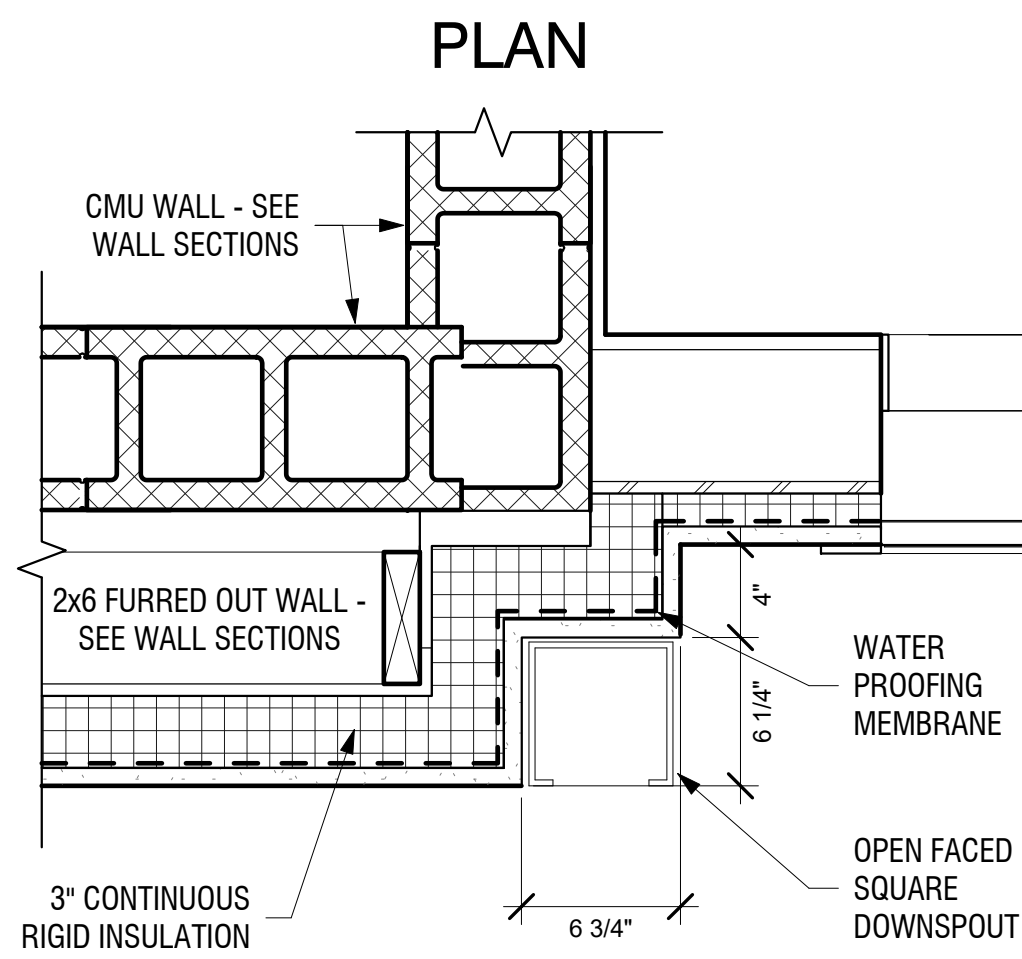 PLAN
CMU WALL - SEE
WALL SECTIONS
2x6 FURRED OUT WALL -
SEE WALL SECTIONS
4"
6 1/4"
WATER
PROOFING
MEMBRANE
3" CONTINUOUS
RIGID INSULATION
6 3/4"
OPEN FACED
SQUARE
DOWNSPOUT